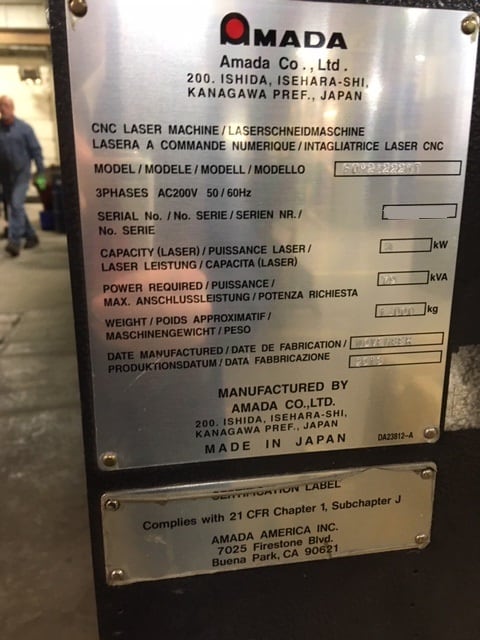 AMADA
Amada Co., Ltd.
200. ISHIDA, ISEHARA-SHI,
KANAGAWA PREF., JAPAN
CNC LASER MACHINE / LASERSCHNEIDMASCHINE
LASERA A COMMANDE NUMERIQUE / INTAGLIATRICE LASER CNC
MODEL / MODELE / MODELL / MODELLO
3PHASES AC200V 50 / 60Hz
SERIAL No. / No. SERIE / SERIEN NR. /
No. SERIE
CAPACITY (LASER) / PUISSANCE LASER / kW
LASER LEISTUNG / CAPACITA (LASER)
POWER REQUIRED / PUISSANCE / kVA
MAX. ANSCHLUSSLEISTUNG / POTENZA RICHIESTA
WEIGHT / POIDS APPROXIMATIF / kg
MASCHINENGEWICHT / PESO
DATE MANUFACTURED / DATE DE FABRICATION /
PRODUKTIONSDATUM / DATA FABBRICAZIONE
MANUFACTURED BY
AMADA CO.,LTD.
200. ISHIDA, ISEHARA-SHI,
KANAGAWA PREF., JAPAN
MADE IN JAPAN
DA23812-A
CERTIFICATION LABEL
Complies with 21 CFR Chapter 1, Subchapter J
AMADA AMERICA INC.
7025 Firestone Blvd.
Buena Park, CA 90621